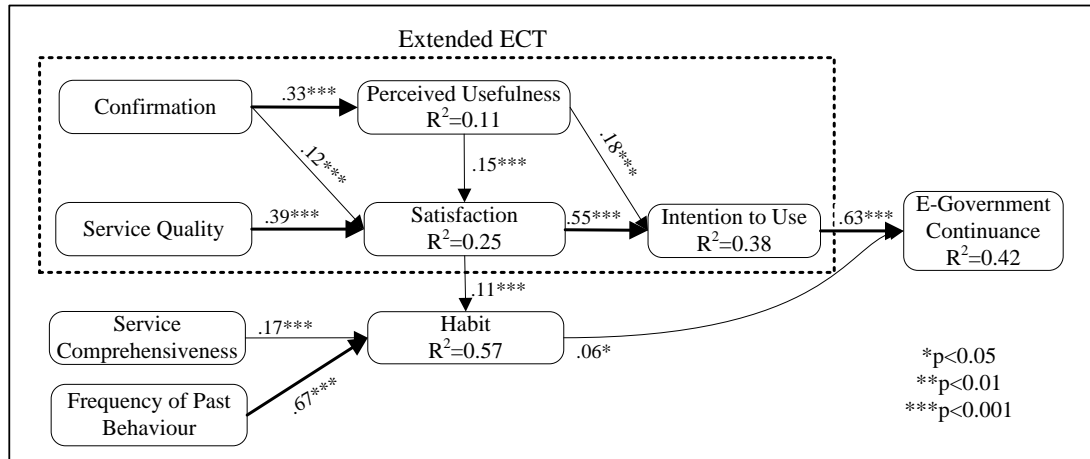 Extended ECT
Confirmation
.33***
Perceived Usefulness
R²=0.11
.12***
.15***
.18***
Service Quality
.39***
Satisfaction
R²=0.25
.55***
Intention to Use
R²=0.38
.63***
E-Government
Continuance
R²=0.42
.11***
Service
Comprehensiveness
.17***
Habit
R²=0.57
.06*
Frequency of Past
Behaviour
.67***
*p<0.05
**p<0.01
***p<0.001